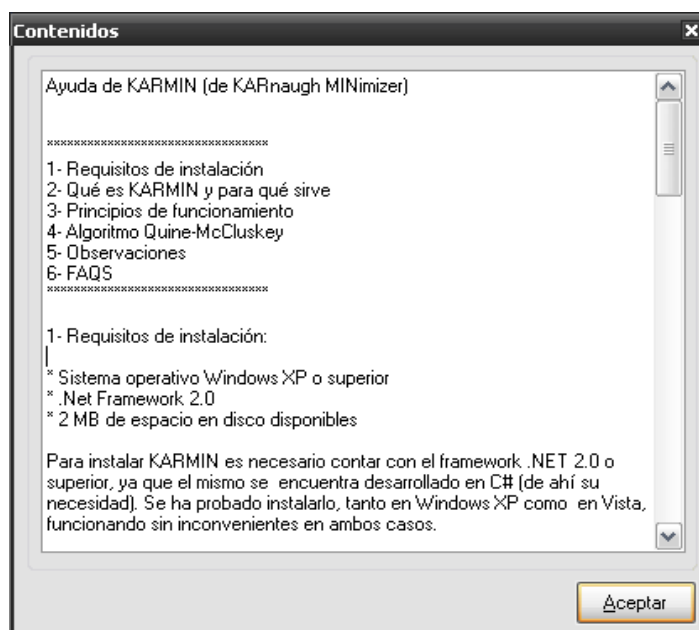 Contenidos
Ayuda de KARMIN (de KARnaugh MINimizer)
*********************************
1- Requisitos de instalación
2- Qué es KARMIN y para qué sirve
3- Principios de funcionamiento
4- Algoritmo Quine-McCluskey
5- Observaciones
6- FAQS
*********************************
1- Requisitos de instalación:
* Sistema operativo Windows XP o superior
* .Net Framework 2.0
* 2 MB de espacio en disco disponibles
Para instalar KARMIN es necesario contar con el framework .NET 2.0 o
superior, ya que el mismo se  encuentra desarrollado en C# (de ahí su
necesidad). Se ha probado instalarlo, tanto en Windows XP como  en Vista,
funcionando sin inconvenientes en ambos casos.
Aceptar